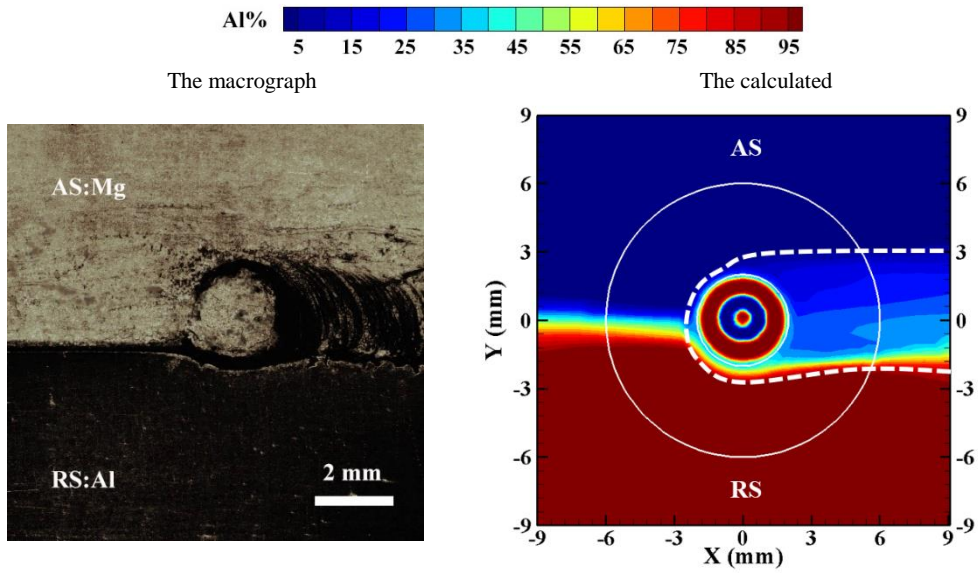 Al%
5 15 25 35 45 55 65 75 85 95
The macrograph
The calculated
AS:Mg
RS:Al
2 mm
9 9
6 6
3 3
0 0
-3 -3
-6 -6
-9 -9
Y (mm)
AS
RS
-9 -6 -3 0 3 6 9
X (mm)